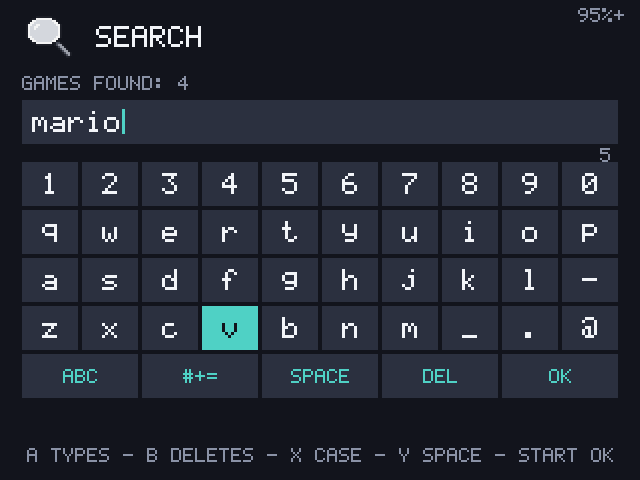 95%+
SEARCH
GAMES FOUND: 4
mario
5
1 2 3 4 5 6 7 8 9 0
q w e r t y u i o p
a s d f g h j k l -
z x c v b n m _ . @
ABC #+= SPACE DEL OK
A TYPES - B DELETES - X CASE - Y SPACE - START OK